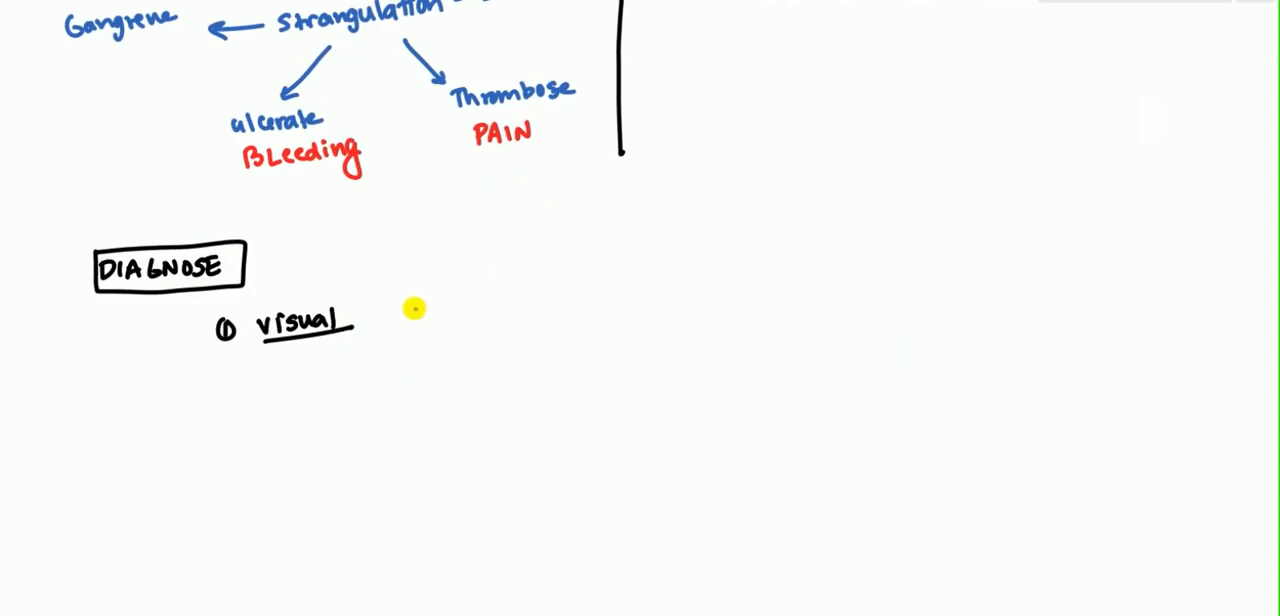 Gangrene ← Strangulation
Thrombose
ulcerate
PAIN
BLeeding
DIAGNOSE
① visual